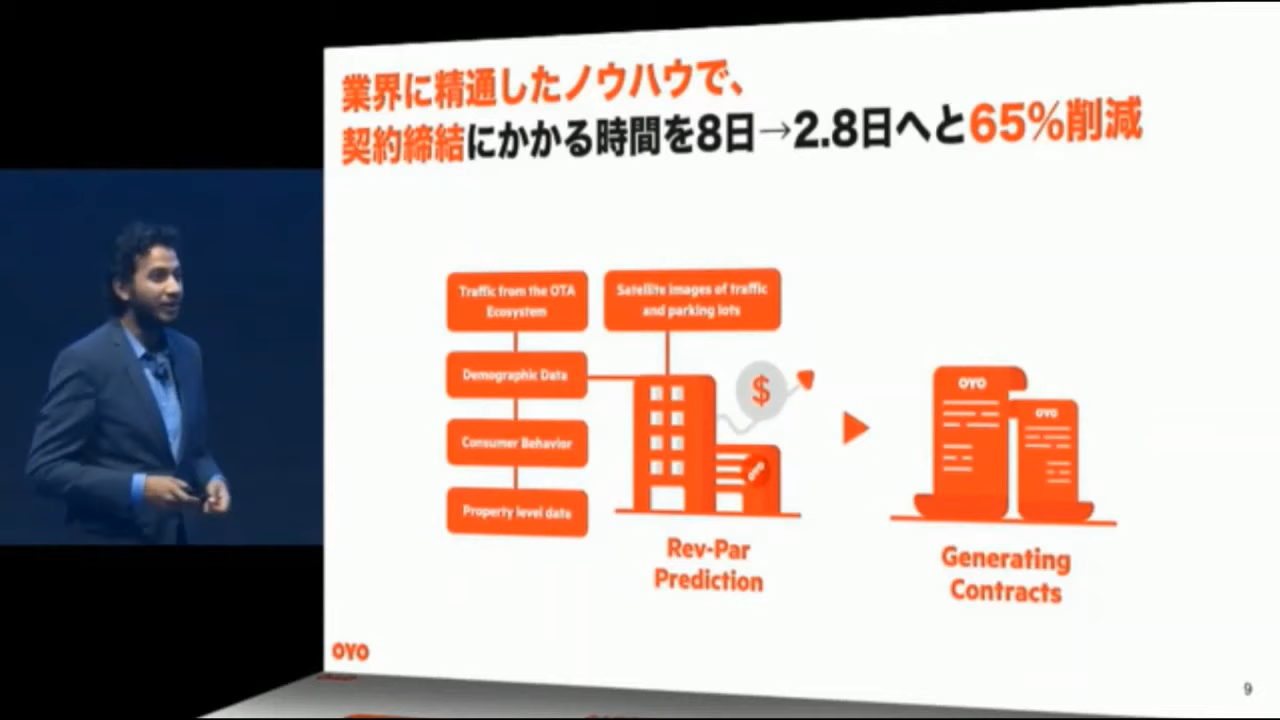 業界に精通したノウハウで、
契約締結にかかる時間を8日→2.8日へと65%削減
Traffic from the OTA
Ecosystem
Satellite images of traffic
and parking lots
Demographic Data
Consumer Behavior
Property level data
$
OYO
OYO
OYO
Rev-Par
Prediction
Generating
Contracts
OYO
9